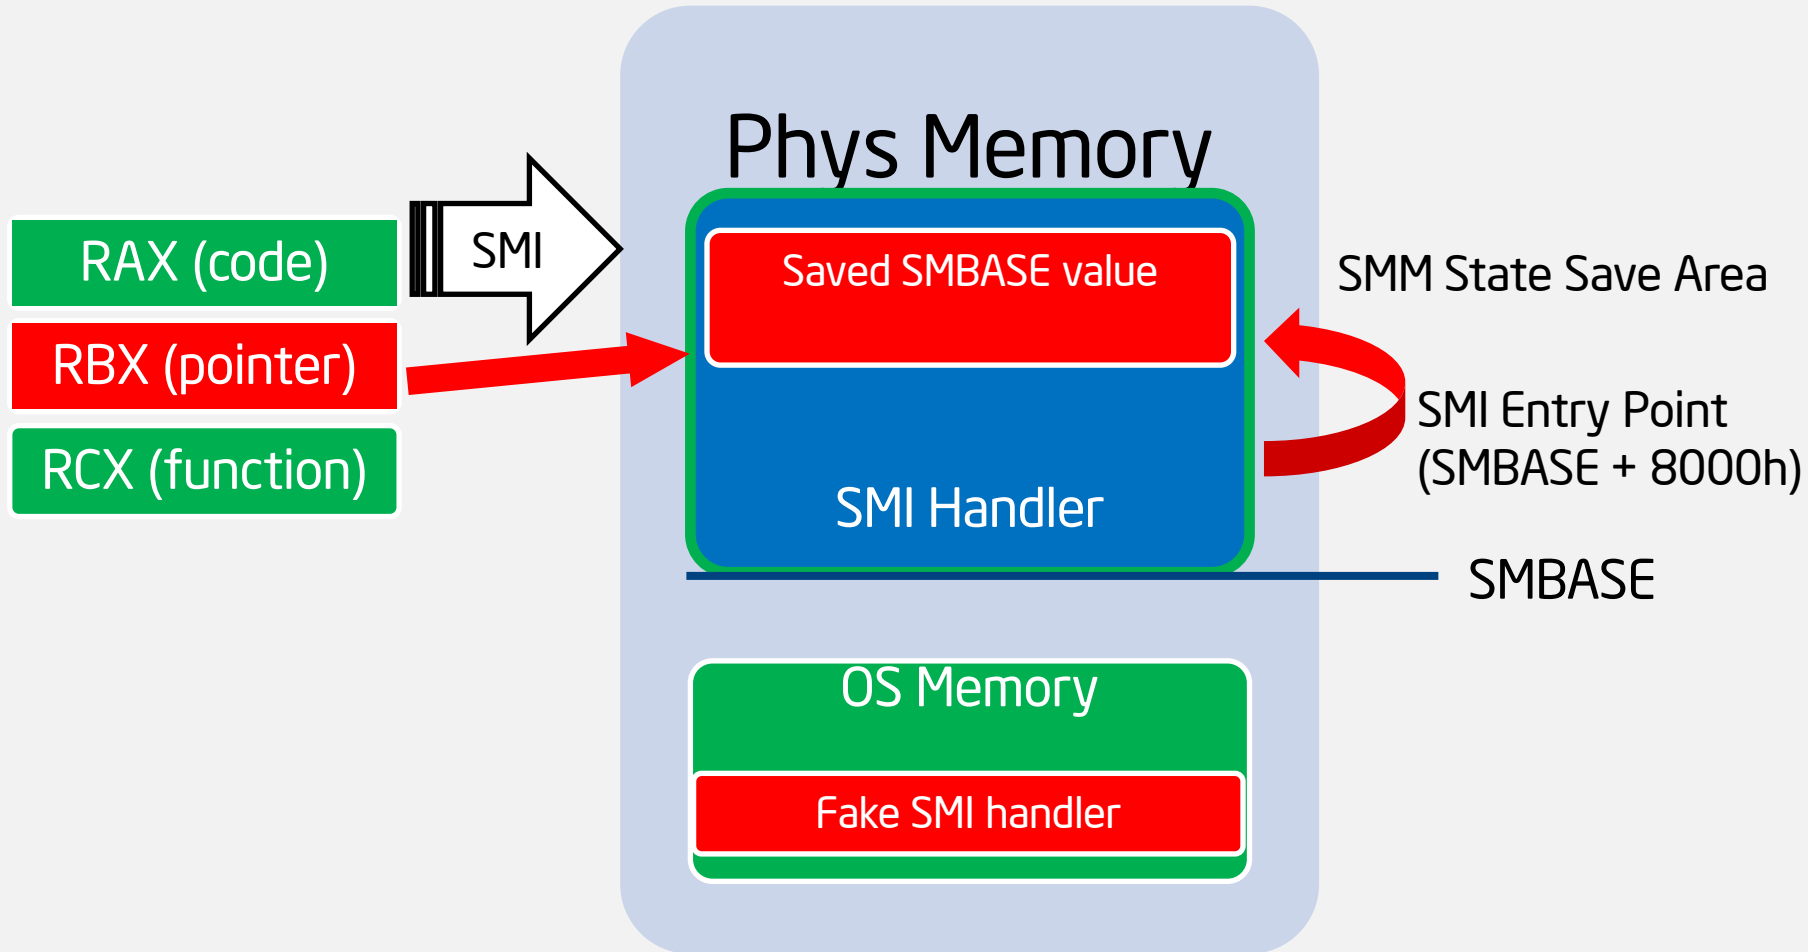 Phys Memory
RAX (code)
SMI
RBX (pointer)
RCX (function)
Saved SMBASE value
SMI Handler
SMM State Save Area
SMI Entry Point
(SMBASE + 8000h)
SMBASE
OS Memory
Fake SMI handler